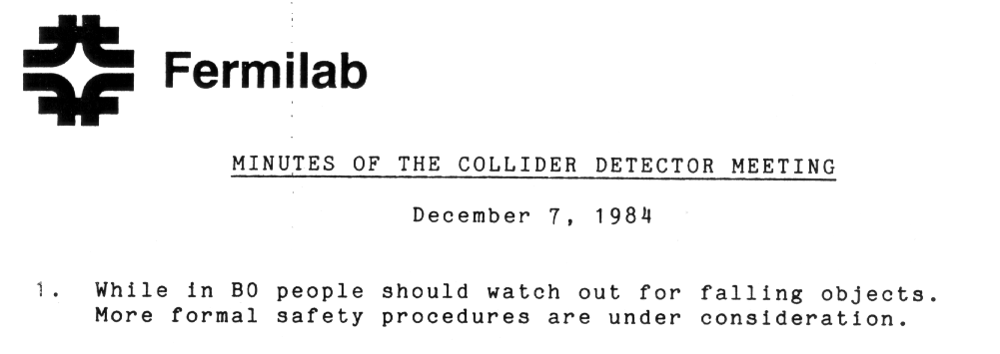 Fermilab
MINUTES OF THE COLLIDER DETECTOR MEETING
December 7, 1984
1. While in BO people should watch out for falling objects.
More formal safety procedures are under consideration.